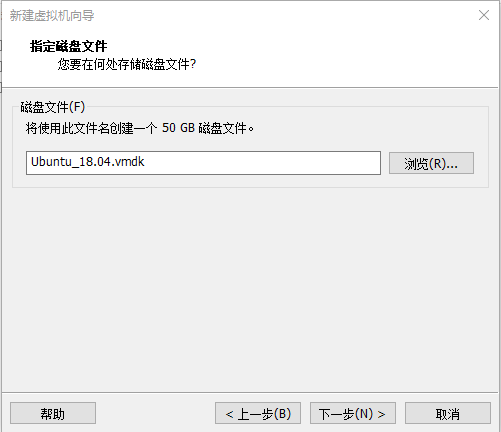 新建虚拟机向导
指定磁盘文件
您要在何处存储磁盘文件?
磁盘文件(F)
将使用此文件名创建一个 50 GB 磁盘文件。
Ubuntu_18.04.vmdk
浏览(R)...
帮助
< 上一步(B)
下一步(N) >
取消